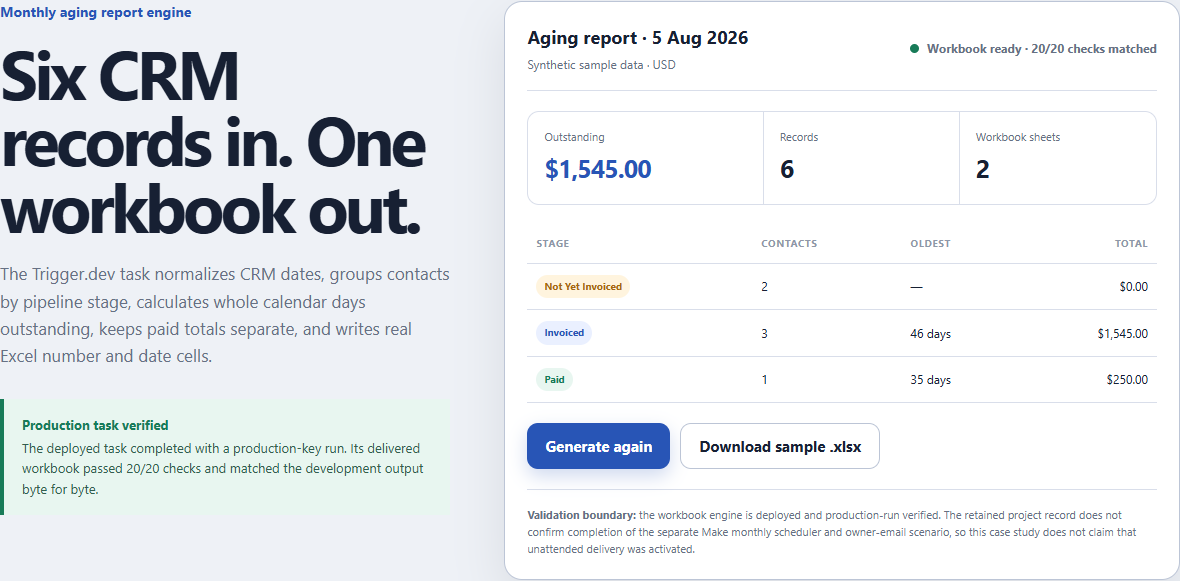 Monthly aging report engine
Six CRM
records in. One
workbook out.
The Trigger.dev task normalizes CRM dates, groups contacts
by pipeline stage, calculates whole calendar days
outstanding, keeps paid totals separate, and writes real
Excel number and date cells.
Production task verified
The deployed task completed with a production-key run. Its delivered
workbook passed 20/20 checks and matched the development output
byte for byte.
Aging report · 5 Aug 2026
Synthetic sample data · USD
Workbook ready · 20/20 checks matched
Outstanding Records Workbook sheets
$1,545.00 6 2
STAGE CONTACTS OLDEST TOTAL
Not Yet Invoiced 2 — $0.00
Invoiced 3 46 days $1,545.00
Paid 1 35 days $250.00
Generate again Download sample .xlsx
Validation boundary: the workbook engine is deployed and production-run verified. The retained project record does not
confirm completion of the separate Make monthly scheduler and owner-email scenario, so this case study does not claim that
unattended delivery was activated.